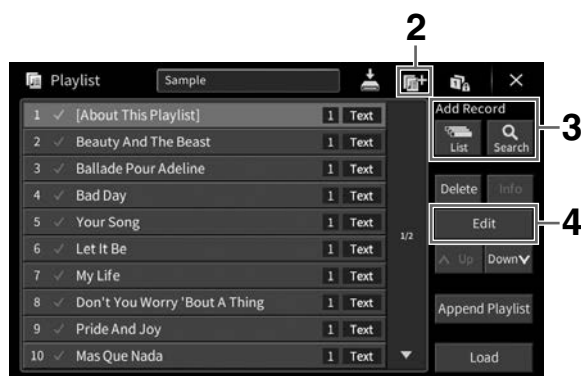 2
Playlist Sample
Add Record
1 [About This Playlist] 1 Text
List Search
3
2 Beauty And The Beast 1 Text
3 Ballade Pour Adeline 1 Text
4 Bad Day 1 Text
Delete Info
5 Your Song 1 Text
Edit
4
1/2
6 Let It Be 1 Text
Up Down
7 My Life 1 Text
8 Don't You Worry 'Bout A Thing 1 Text
Append Playlist
9 Pride And Joy 1 Text
10 Mas Que Nada 1 Text
Load